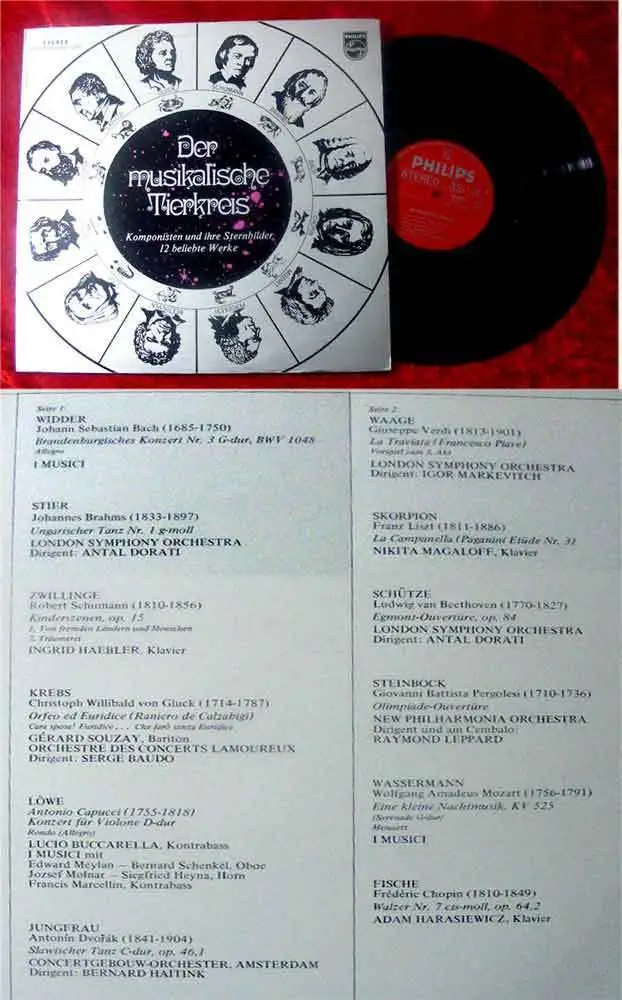 STEREO
PHILIPS
SCHUMANN
Der
musikalische
Tierkreis
Komponisten und ihre Sternbilder,
12 beliebte Werke
PHILIPS
STEREO 33
Seite 1:
WIDDER
Johann Sebastian Bach (1685-1750)
Brandenburgisches Konzert Nr. 3 G-dur, BWV 1048
Allegro
I MUSICI
STIER
Johannes Brahms (1833-1897)
Ungarischer Tanz Nr. 1 g-moll
LONDON SYMPHONY ORCHESTRA
Dirigent: ANTAL DORATI
ZWILLINGE
Robert Schumann (1810-1856)
Kinderszenen, op. 15
1. Von fremden Ländern und Menschen
7. Träumerei
INGRID HAEBLER, Klavier
KREBS
Christoph Willibald von Gluck (1714-1787)
Orfeo ed Euridice (Raniero de Calzabigi)
Cara sposa! Euridice . . . Che farò senza Euridice
GÉRARD SOUZAY, Bariton
ORCHESTRE DES CONCERTS LAMOUREUX
Dirigent: SERGE BAUDO
LÖWE
Antonio Capucci (1755-1818)
Konzert für Violone D-dur
Rondo (Allegro)
LUCIO BUCCARELLA, Kontrabass
I MUSICI mit
Edward Meylan – Bernard Schenkel, Oboe
Jozsef Molnar – Siegfried Heyna, Horn
Francis Marcellin, Kontrabass
JUNGFRAU
Antonín Dvořák (1841-1904)
Slawischer Tanz C-dur, op. 46,1
CONCERTGEBOUW-ORCHESTER, AMSTERDAM
Dirigent: BERNARD HAITINK
Seite 2:
WAAGE
Giuseppe Verdi (1813-1901)
La Traviata (Francesco Piave)
Vorspiel zum 3. Akt
LONDON SYMPHONY ORCHESTRA
Dirigent: IGOR MARKEVITCH
SKORPION
Franz Liszt (1811-1886)
La Campanella (Paganini Etüde Nr. 3)
NIKITA MAGALOFF, Klavier
SCHÜTZE
Ludwig van Beethoven (1770-1827)
Egmont-Ouvertüre, op. 84
LONDON SYMPHONY ORCHESTRA
Dirigent: ANTAL DORATI
STEINBOCK
Giovanni Battista Pergolesi (1710-1736)
Olimpiade-Ouvertüre
NEW PHILHARMONIA ORCHESTRA
Dirigent und am Cembalo:
RAYMOND LEPPARD
WASSERMANN
Wolfgang Amadeus Mozart (1756-1791)
Eine kleine Nachtmusik, KV 525
(Serenade G-dur)
Menuett
I MUSICI
FISCHE
Frédéric Chopin (1810-1849)
Walzer Nr. 7 cis-moll, op. 64,2
ADAM HARASIEWICZ, Klavier